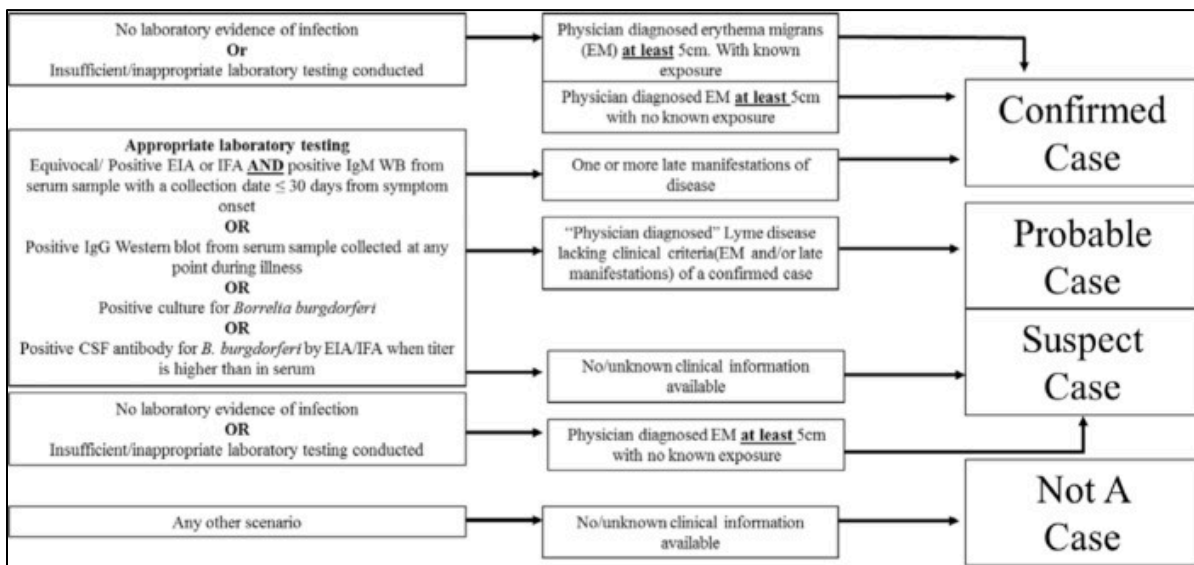 No laboratory evidence of infection
Or
Insufficient/inappropriate laboratory testing conducted
Physician diagnosed erythema migrans
(EM) at least 5cm. With known
exposure
Physician diagnosed EM at least 5cm
with no known exposure
Confirmed
Case
Appropriate laboratory testing
Equivocal/ Positive EIA or IFA AND positive IgM WB from
serum sample with a collection date ≤ 30 days from symptom
onset
OR
Positive IgG Western blot from serum sample collected at any
point during illness
OR
Positive culture for Borrelia burgdorferi
OR
Positive CSF antibody for B. burgdorferi by EIA/IFA when titer
is higher than in serum
One or more late manifestations of
disease
“Physician diagnosed” Lyme disease
lacking clinical criteria(EM and/or late
manifestations) of a confirmed case
Probable
Case
No/unknown clinical information
available
Suspect
Case
No laboratory evidence of infection
OR
Insufficient/inappropriate laboratory testing conducted
Physician diagnosed EM at least 5cm
with no known exposure
Any other scenario
No/unknown clinical information
available
Not A
Case